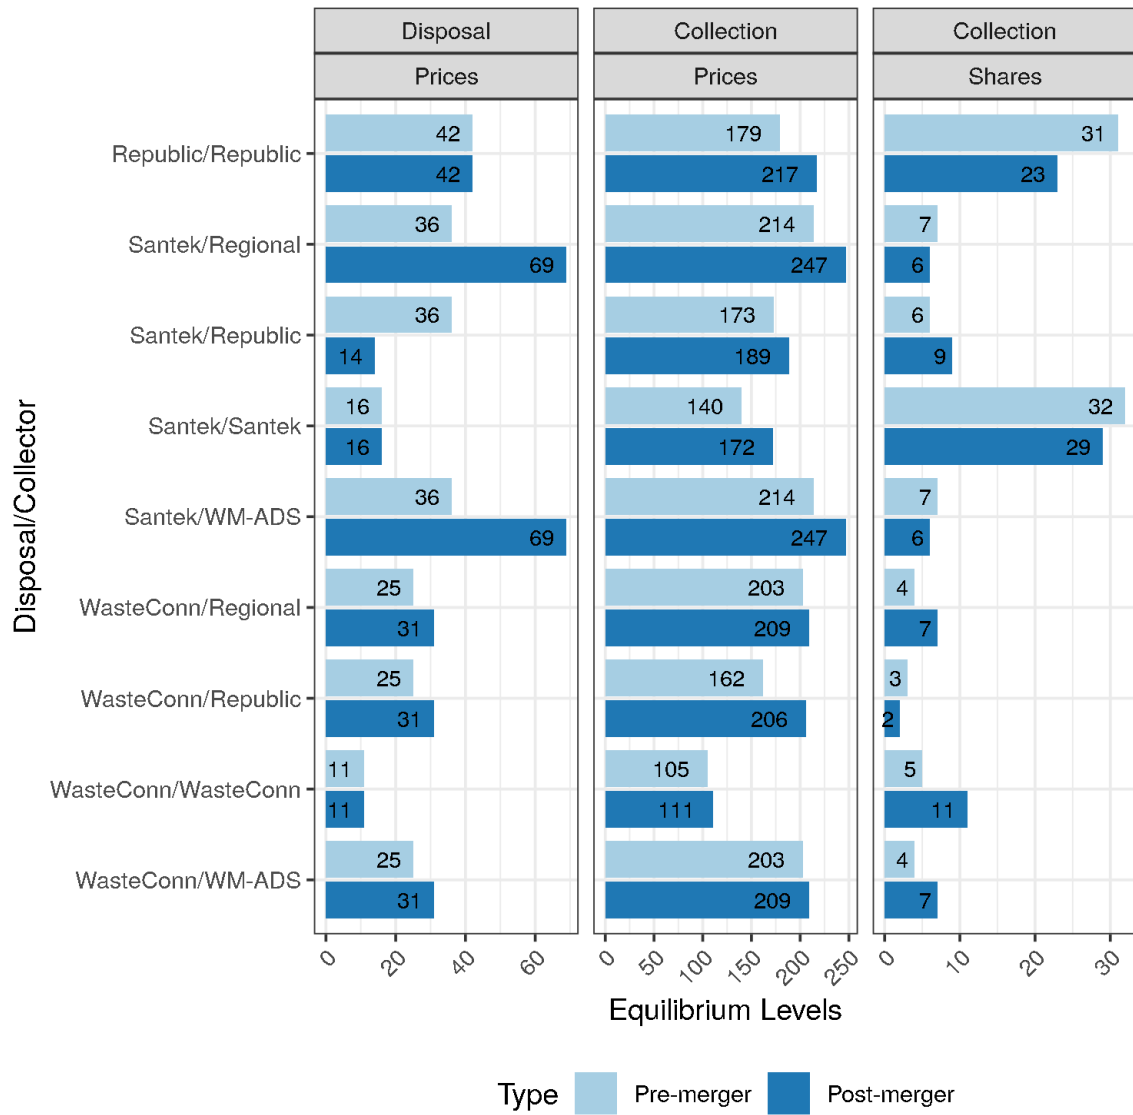 Disposal Collection Collection
Prices Prices Shares
Disposal/Collector
Republic/Republic 42 179 31
42 217 23
Santek/Regional 36 214 7
69 247 6
Santek/Republic 36 173 6
14 189 9
Santek/Santek 16 140 32
16 172 29
Santek/WM-ADS 36 214 7
69 247 6
WasteConn/Regional 25 203 4
31 209 7
WasteConn/Republic 25 162 3
31 206 2
WasteConn/WasteConn 11 105 5
11 111 11
WasteConn/WM-ADS 25 203 4
31 209 7
0 20 40 60 0 50 100 150 200 250 0 10 20 30
Equilibrium Levels
Type Pre-merger Post-merger